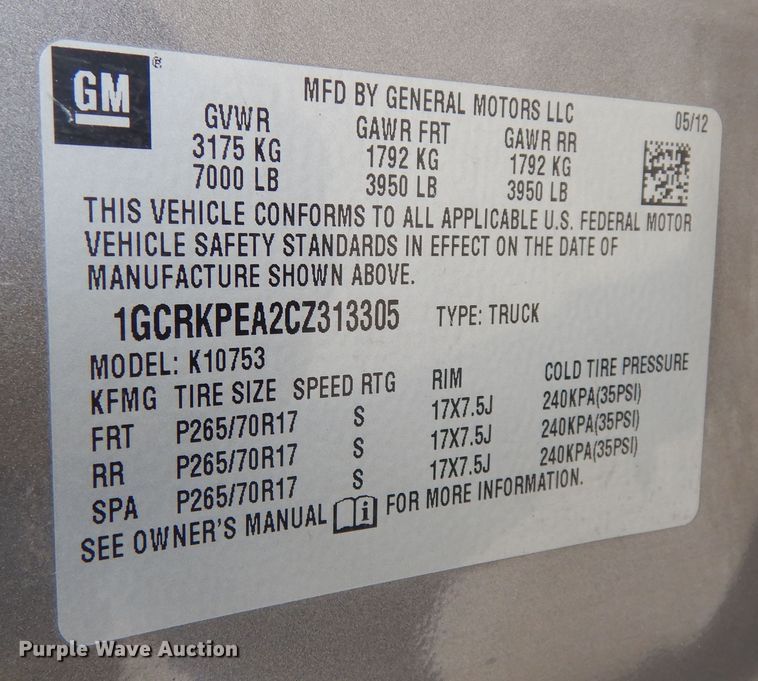 GM ®
MFD BY GENERAL MOTORS LLC 05/12
GVWR GAWR FRT GAWR RR
3175 KG 1792 KG 1792 KG
7000 LB 3950 LB 3950 LB
THIS VEHICLE CONFORMS TO ALL APPLICABLE U.S. FEDERAL MOTOR
VEHICLE SAFETY STANDARDS IN EFFECT ON THE DATE OF
MANUFACTURE SHOWN ABOVE.
1GCRKPEA2CZ313305 TYPE: TRUCK
MODEL: K10753
KFMG TIRE SIZE SPEED RTG RIM COLD TIRE PRESSURE
FRT P265/70R17 S 17X7.5J 240KPA(35PSI)
RR P265/70R17 S 17X7.5J 240KPA(35PSI)
SPA P265/70R17 S 17X7.5J 240KPA(35PSI)
SEE OWNER'S MANUAL i FOR MORE INFORMATION.
Purple Wave Auction